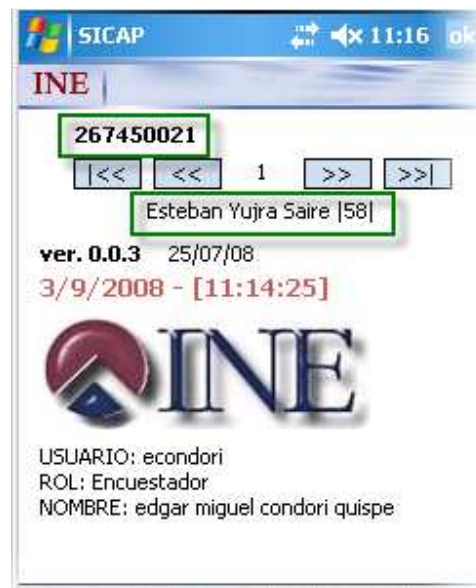 SICAP 11:16 ok
INE
267450021
|<< << 1 >> >>|
Esteban Yujra Saire |58|
ver. 0.0.3 25/07/08
3/9/2008 - [11:14:25]
INE
USUARIO: econdori
ROL: Encuestador
NOMBRE: edgar miguel condori quispe